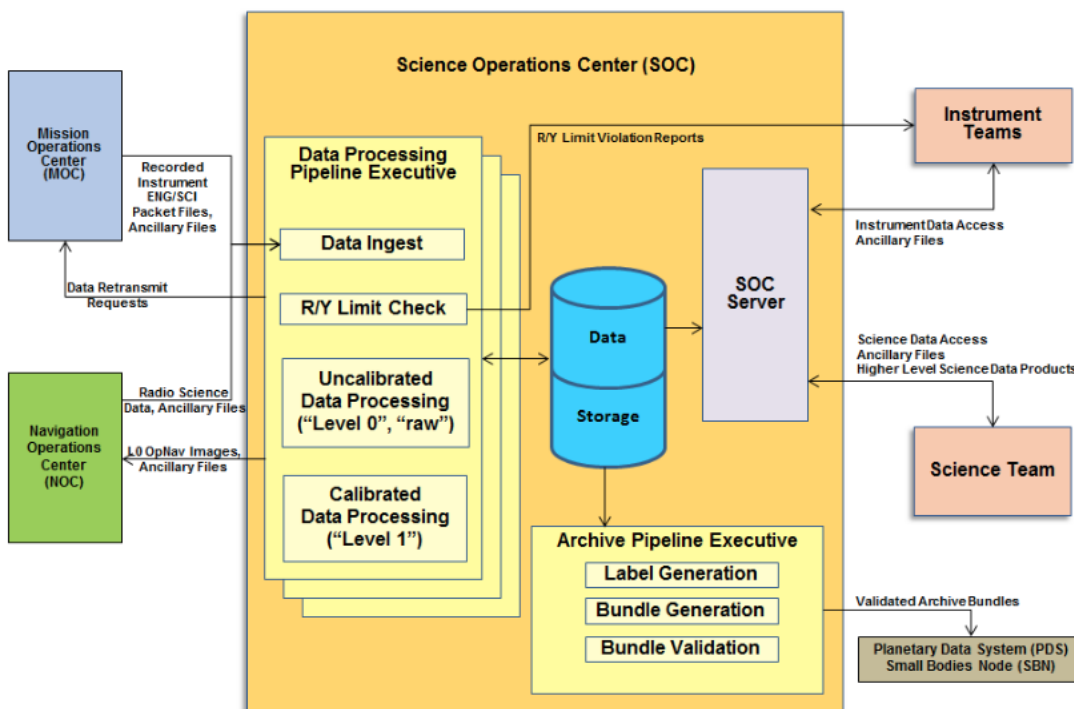 Science Operations Center (SOC)
Mission
Operations
Center
(MOC)
Recorded
Instrument
ENG/SCI
Packet Files,
Ancillary Files
Data Retransmit
Requests
Navigation
Operations
Center
(NOC)
Radio Science
Data, Ancillary Files
L0 OpNav Images,
Ancillary Files
Data Processing
Pipeline Executive
Data Ingest
R/Y Limit Check
Uncalibrated
Data Processing
(“Level 0”, “raw”)
Calibrated
Data Processing
(“Level 1”)
R/Y Limit Violation Reports
Data
Storage
SOC
Server
Archive Pipeline Executive
Label Generation
Bundle Generation
Bundle Validation
Instrument
Teams
Instrument Data Access
Ancillary Files
Science Data Access
Ancillary Files
Higher Level Science Data Products
Science Team
Validated Archive Bundles
Planetary Data System (PDS)
Small Bodies Node (SBN)